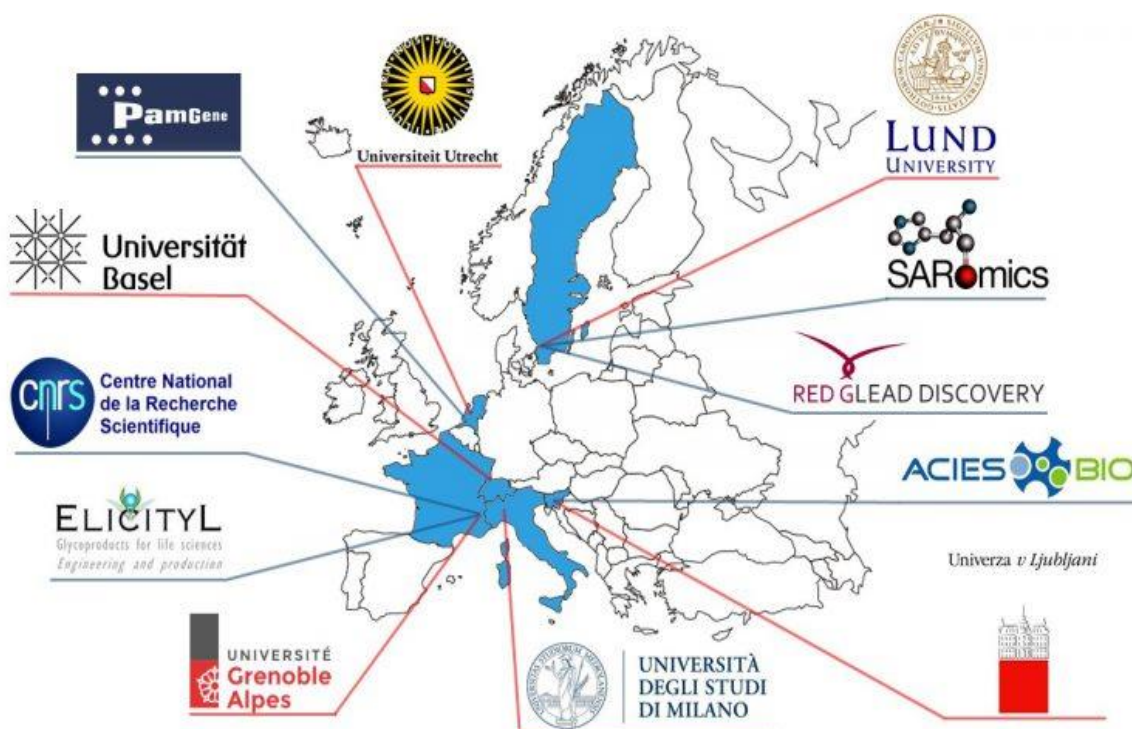 PamGene
Universiteit Utrecht
LUND
UNIVERSITY
Universität
Basel
SARomics
cnrs
Centre National
de la Recherche
Scientifique
RED GLEAD DISCOVERY
ACIES BIO
ELICITYL
Glycoproducts for life sciences
Engineering and production
Univerza v Ljubljani
UNIVERSITÉ
Grenoble
Alpes
UNIVERSITÀ
DEGLI STUDI
DI MILANO